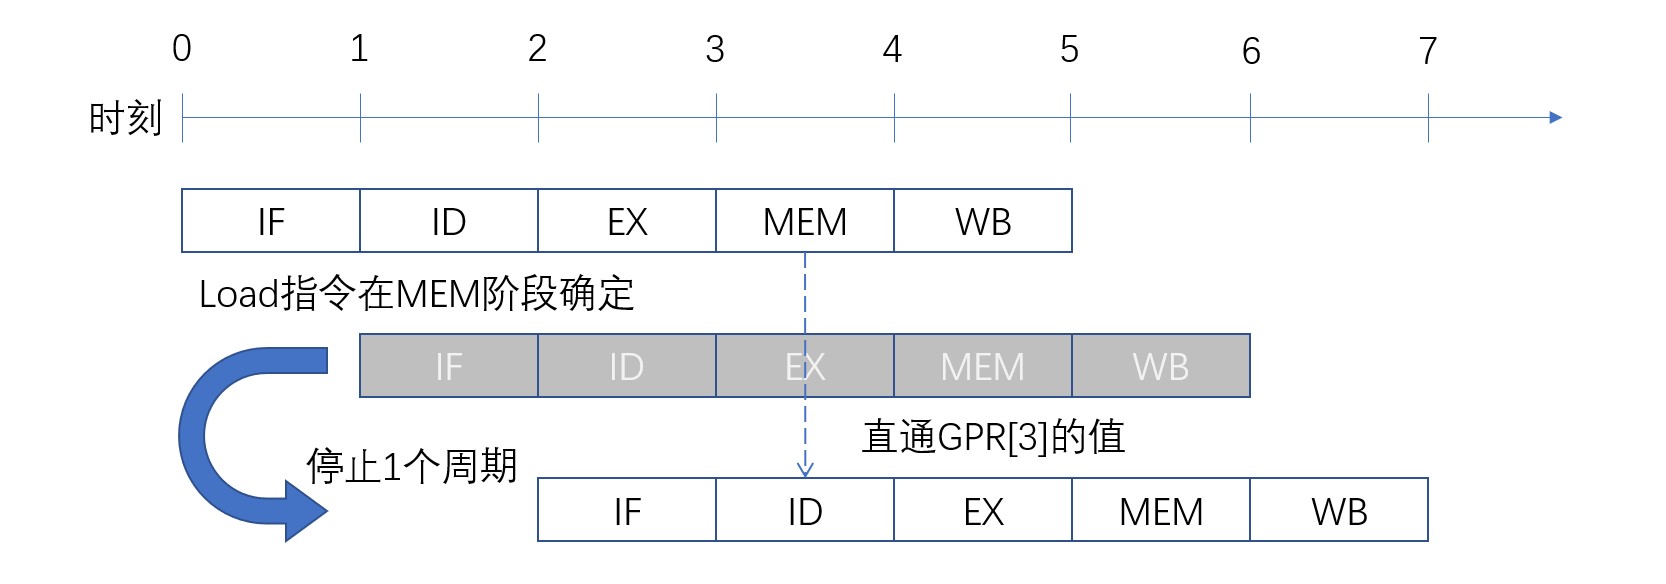 0 1 2 3 4 5 6 7
时刻
IF ID EX MEM WB
Load指令在MEM阶段确定
IF ID EX MEM WB
直通GPR[3]的值
停止1个周期
IF ID EX MEM WB